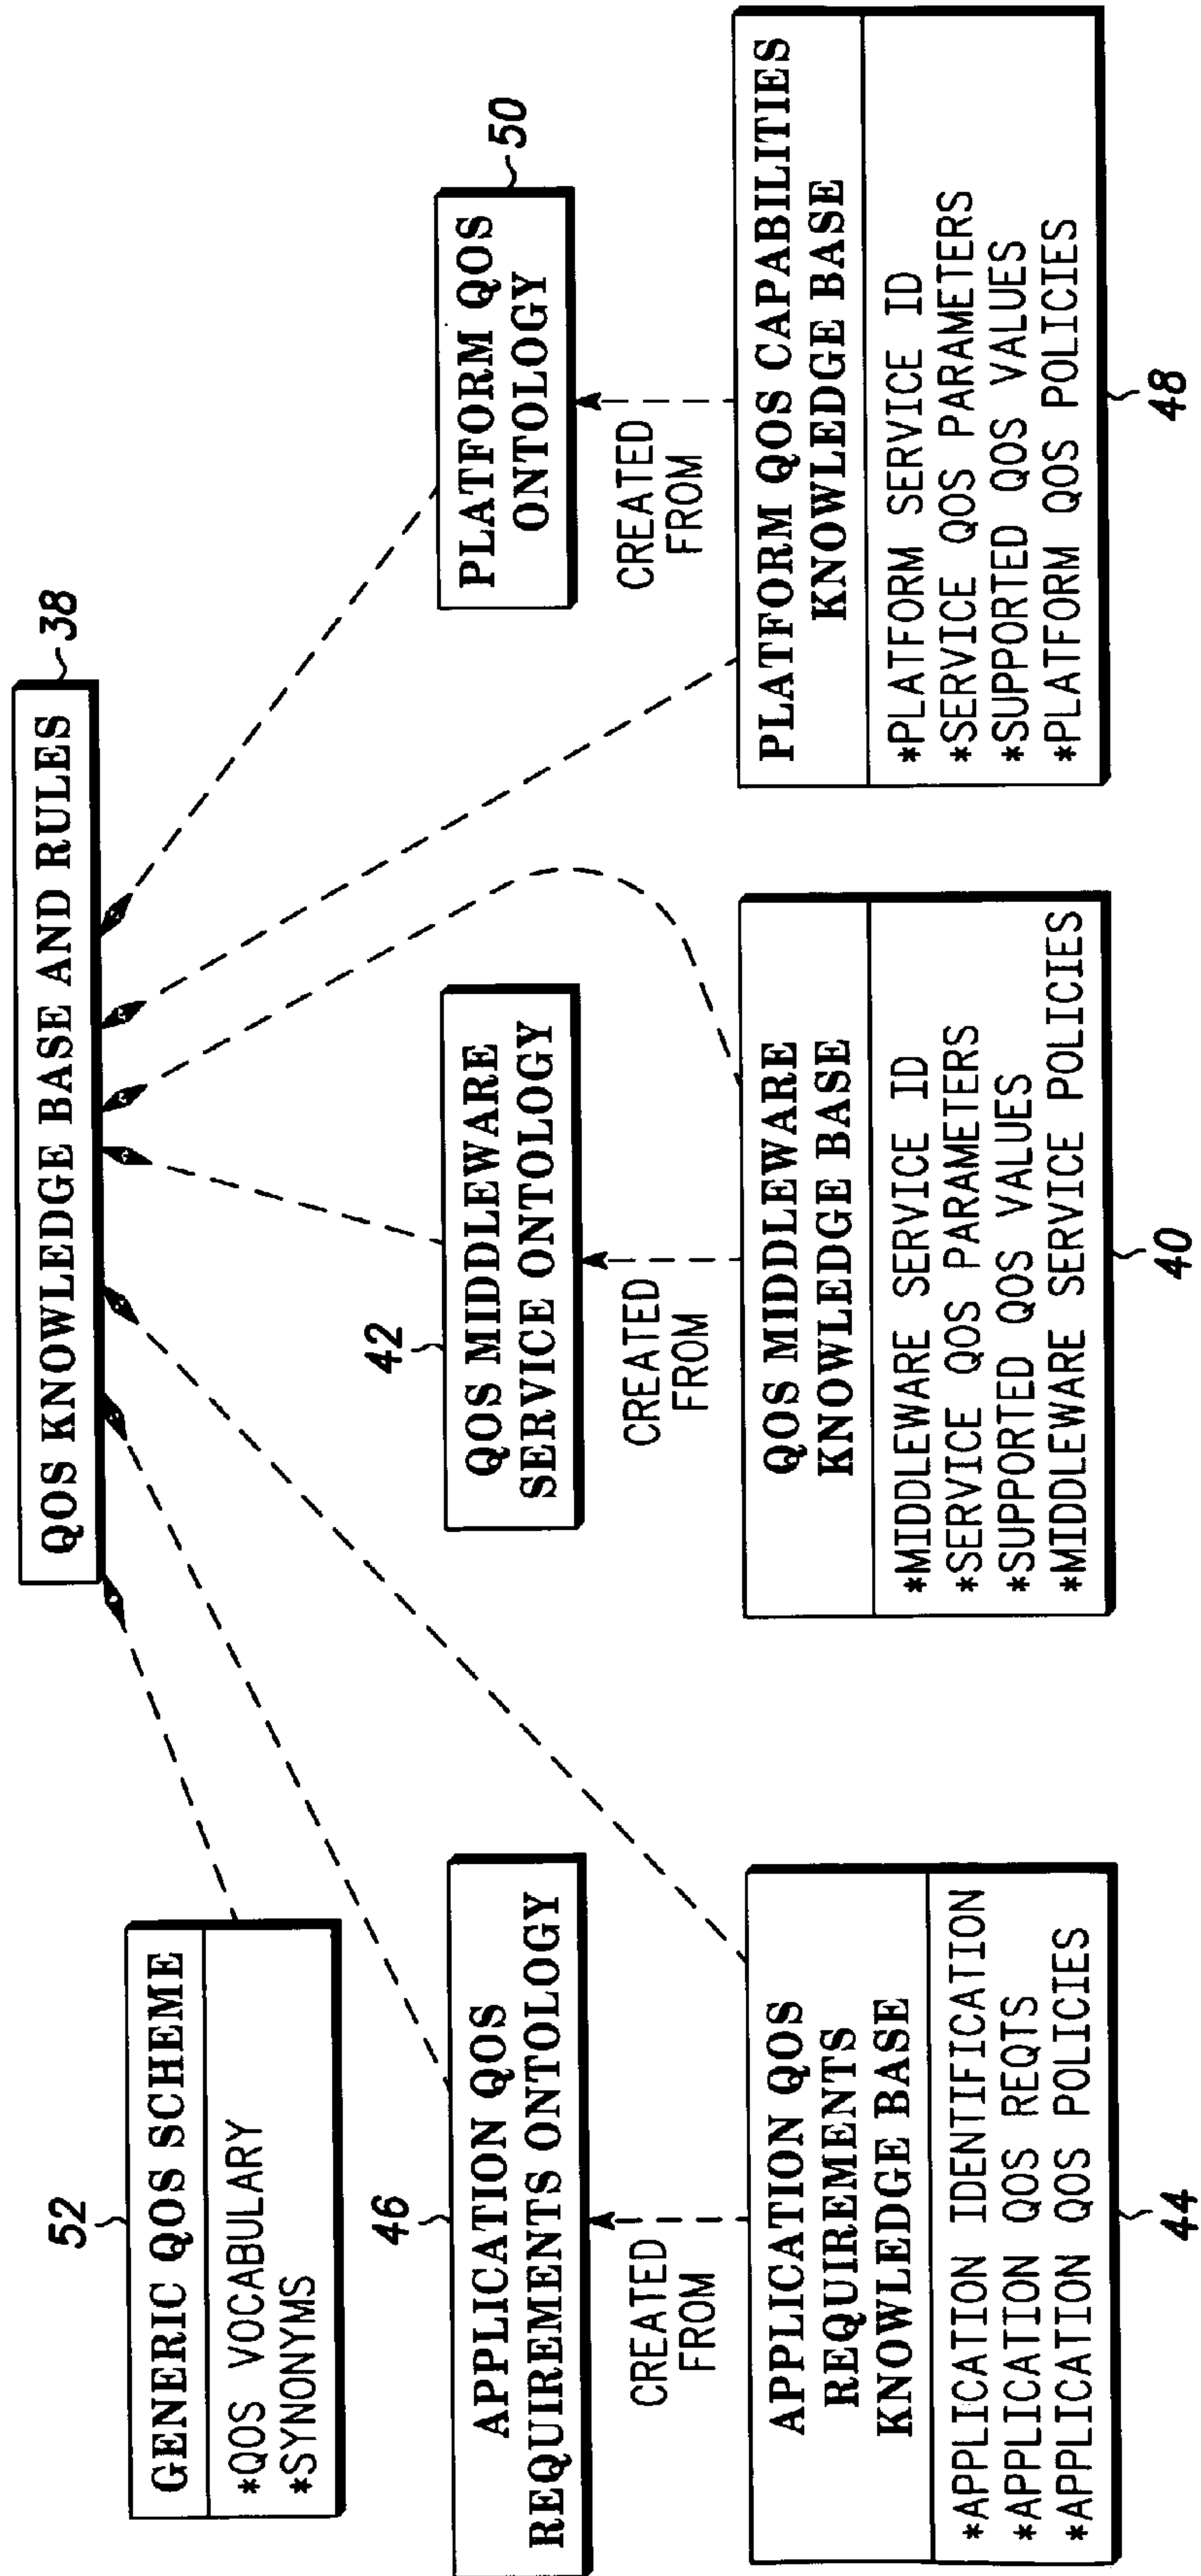 QOS KNOWLEDGE BASE AND RULES
38
52
GENERIC QOS SCHEME
*QOS VOCABULARY
*SYNONYMS
46
APPLICATION QOS
REQUIREMENTS ONTOLOGY
CREATED
FROM
APPLICATION QOS
REQUIREMENTS
KNOWLEDGE BASE
*APPLICATION IDENTIFICATION
*APPLICATION QOS REQTS
*APPLICATION QOS POLICIES
44
42
QOS MIDDLEWARE
SERVICE ONTOLOGY
CREATED
FROM
QOS MIDDLEWARE
KNOWLEDGE BASE
*MIDDLEWARE SERVICE ID
*SERVICE QOS PARAMETERS
*SUPPORTED QOS VALUES
*MIDDLEWARE SERVICE POLICIES
40
50
PLATFORM QOS
ONTOLOGY
CREATED
FROM
PLATFORM QOS CAPABILITIES
KNOWLEDGE BASE
*PLATFORM SERVICE ID
*SERVICE QOS PARAMETERS
*SUPPORTED QOS VALUES
*PLATFORM QOS POLICIES
48